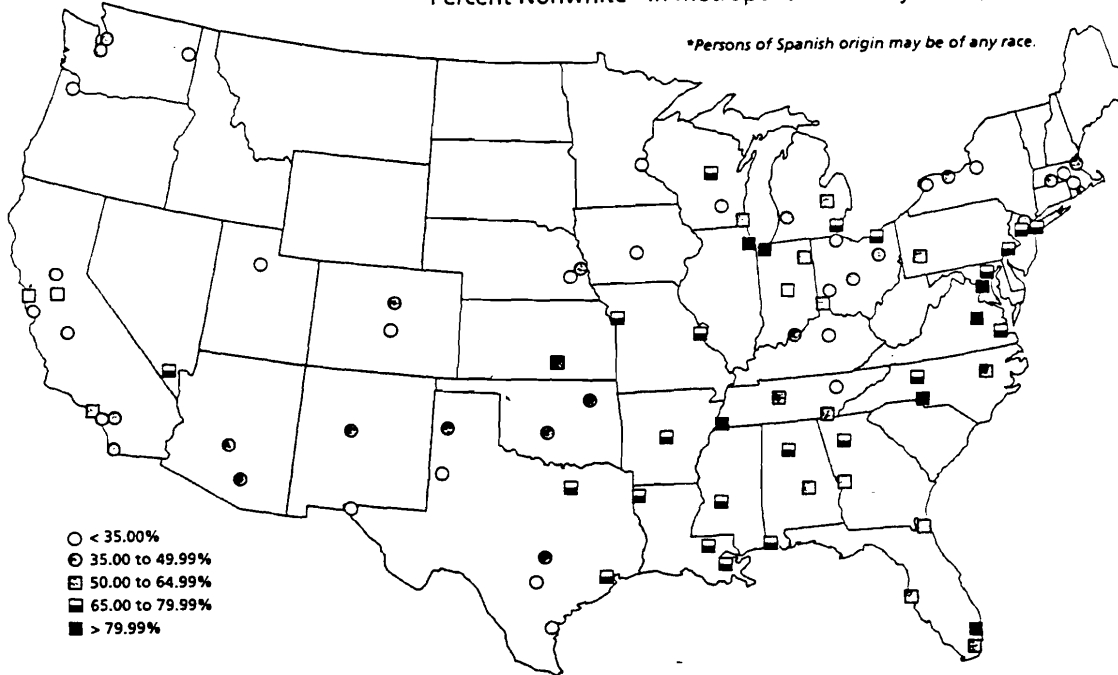 Percent Nonwhite* in
*Persons of Spanish origin may be of any race.
< 35.00%
35.00 to 49.99%
50.00 to 64.99%
65.00 to 79.99%
> 79.99%